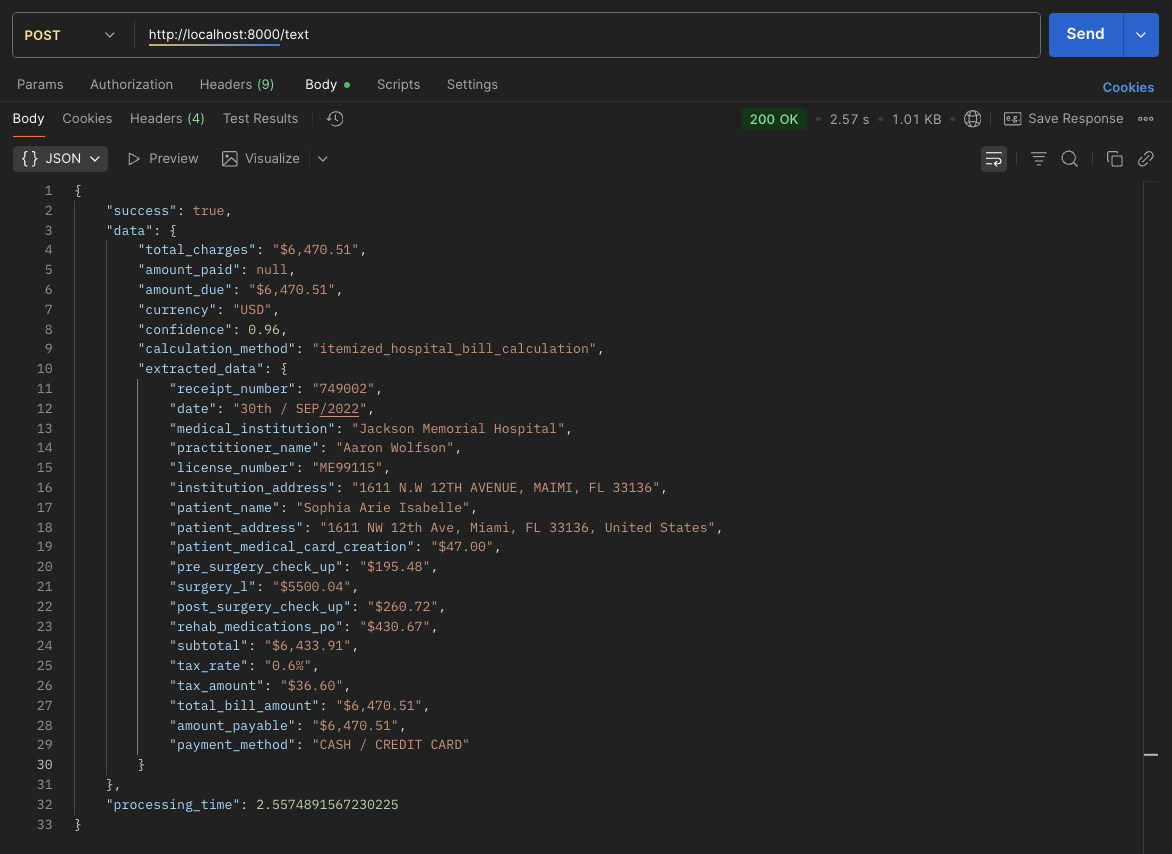 POST http://localhost:8000/text Send
Params Authorization Headers (9) Body Scripts Settings Cookies
Body Cookies Headers (4) Test Results 200 OK 2.57 s 1.01 KB e.g. Save Response
{} JSON Preview Visualize
1 {
2 "success": true,
3 "data": {
4 "total_charges": "$6,470.51",
5 "amount_paid": null,
6 "amount_due": "$6,470.51",
7 "currency": "USD",
8 "confidence": 0.96,
9 "calculation_method": "itemized_hospital_bill_calculation",
10 "extracted_data": {
11 "receipt_number": "749002",
12 "date": "30th / SEP/2022",
13 "medical_institution": "Jackson Memorial Hospital",
14 "practitioner_name": "Aaron Wolfson",
15 "license_number": "ME99115",
16 "institution_address": "1611 N.W 12TH AVENUE, MAIMI, FL 33136",
17 "patient_name": "Sophia Arie Isabelle",
18 "patient_address": "1611 NW 12th Ave, Miami, FL 33136, United States",
19 "patient_medical_card_creation": "$47.00",
20 "pre_surgery_check_up": "$195.48",
21 "surgery_l": "$5500.04",
22 "post_surgery_check_up": "$260.72",
23 "rehab_medications_po": "$430.67",
24 "subtotal": "$6,433.91",
25 "tax_rate": "0.6%",
26 "tax_amount": "$36.60",
27 "total_bill_amount": "$6,470.51",
28 "amount_payable": "$6,470.51",
29 "payment_method": "CASH / CREDIT CARD"
30 }
31 },
32 "processing_time": 2.5574891567230225
33 }